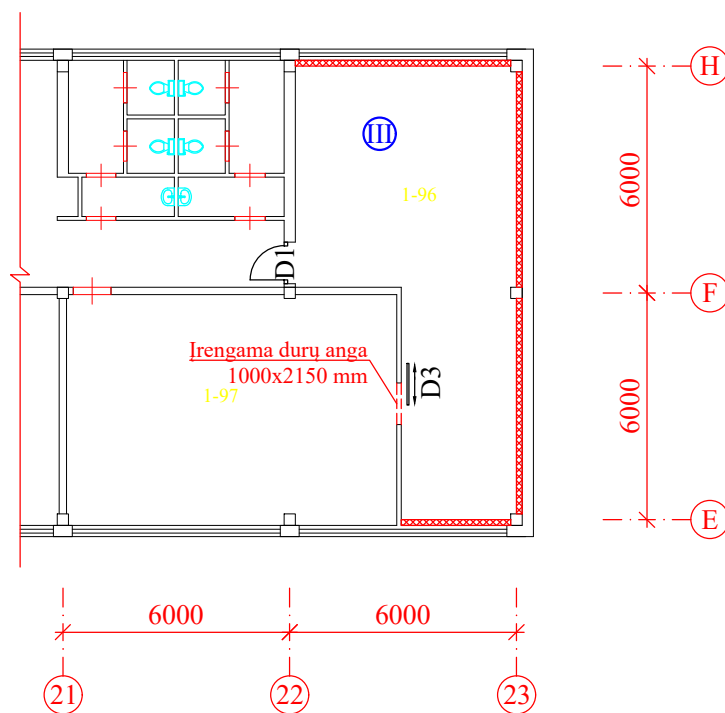 H
III
1-96
6000
D1
F
Įrengama durų anga
1000x2150 mm
D3
1-97
6000
E
6000
6000
21
22
23